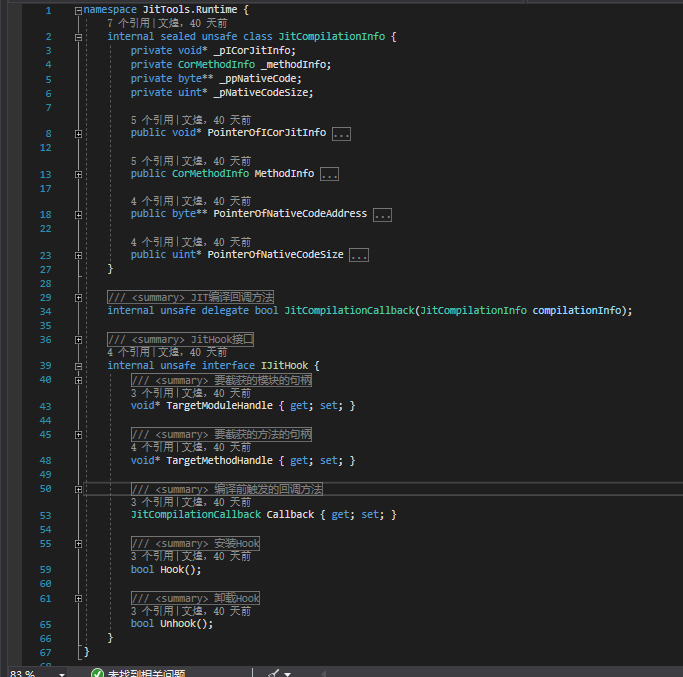 1 namespace JitTools.Runtime {
7 个引用|文煌，40 天前
2 internal sealed unsafe class JitCompilationInfo {
3 private void* _pICorJitInfo;
4 private CorMethodInfo _methodInfo;
5 private byte** _ppNativeCode;
6 private uint* _pNativeCodeSize;
7
5 个引用|文煌，40 天前
8 public void* PointerOfICorJitInfo ...
12
5 个引用|文煌，40 天前
13 public CorMethodInfo MethodInfo ...
17
4 个引用|文煌，40 天前
18 public byte** PointerOfNativeCodeAddress ...
22
4 个引用|文煌，40 天前
23 public uint* PointerOfNativeCodeSize ...
27 }
28
29 /// <summary> JIT编译回调方法
34 internal unsafe delegate bool JitCompilationCallback(JitCompilationInfo compilationInfo);
35
36 /// <summary> JitHook接口
4 个引用|文煌，40 天前
39 internal unsafe interface IJitHook {
40 /// <summary> 要截获的模块的句柄
3 个引用|文煌，40 天前
43 void* TargetModuleHandle { get; set; }
44
45 /// <summary> 要截获的方法的句柄
4 个引用|文煌，40 天前
48 void* TargetMethodHandle { get; set; }
49
50 /// <summary> 编译前触发的回调方法
3 个引用|文煌，40 天前
53 JitCompilationCallback Callback { get; set; }
54
55 /// <summary> 安装Hook
3 个引用|文煌，40 天前
59 bool Hook();
60
61 /// <summary> 卸载Hook
3 个引用|文煌，40 天前
65 bool Unhook();
66 }
67 }
68
83 % 未找到相关问题